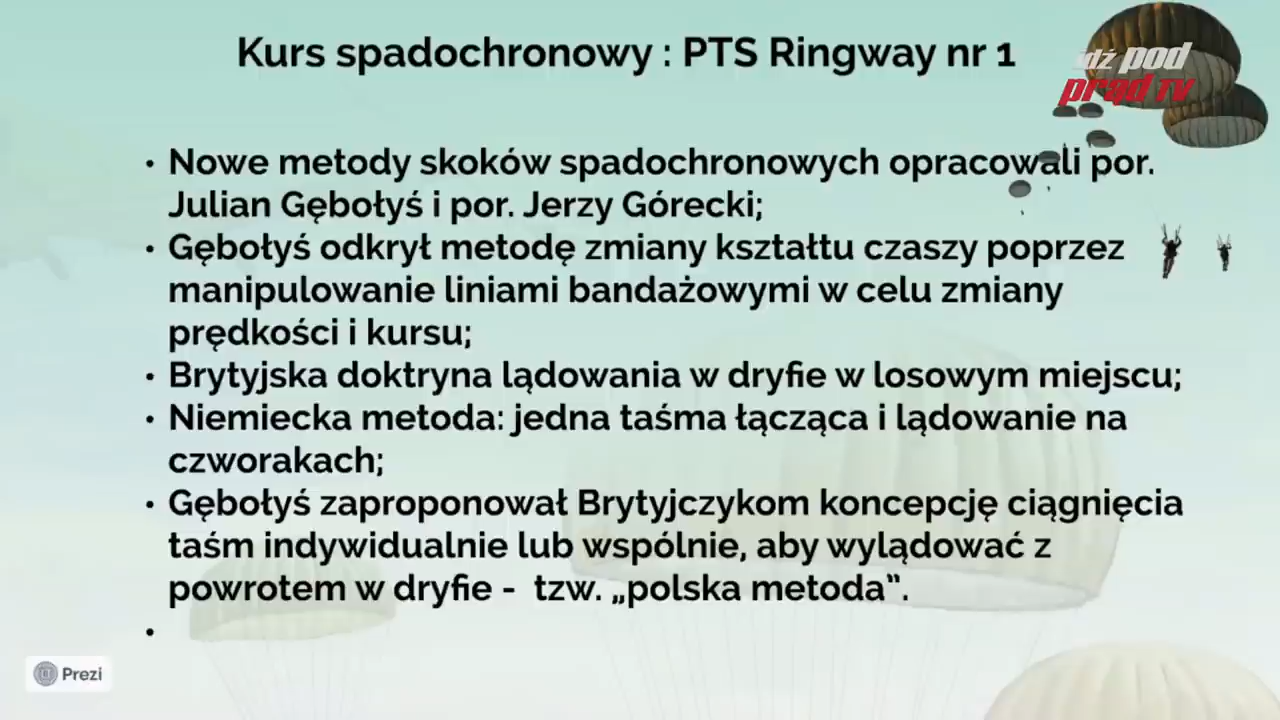 Kurs spadochronowy : PTS Ringway nr 1
idź pod
prąd TV
• Nowe metody skoków spadochronowych opracowali por.
Julian Gębołyś i por. Jerzy Górecki;
• Gębołyś odkrył metodę zmiany kształtu czaszy poprzez
manipulowanie liniami bandażowymi w celu zmiany
prędkości i kursu;
• Brytyjska doktryna lądowania w dryfie w losowym miejscu;
• Niemiecka metoda: jedna taśma łącząca i lądowanie na
czworakach;
• Gębołyś zaproponował Brytyjczykom koncepcję ciągnięcia
taśm indywidualnie lub wspólnie, aby wylądować z
powrotem w dryfie - tzw. „polska metoda”.
•
Prezi